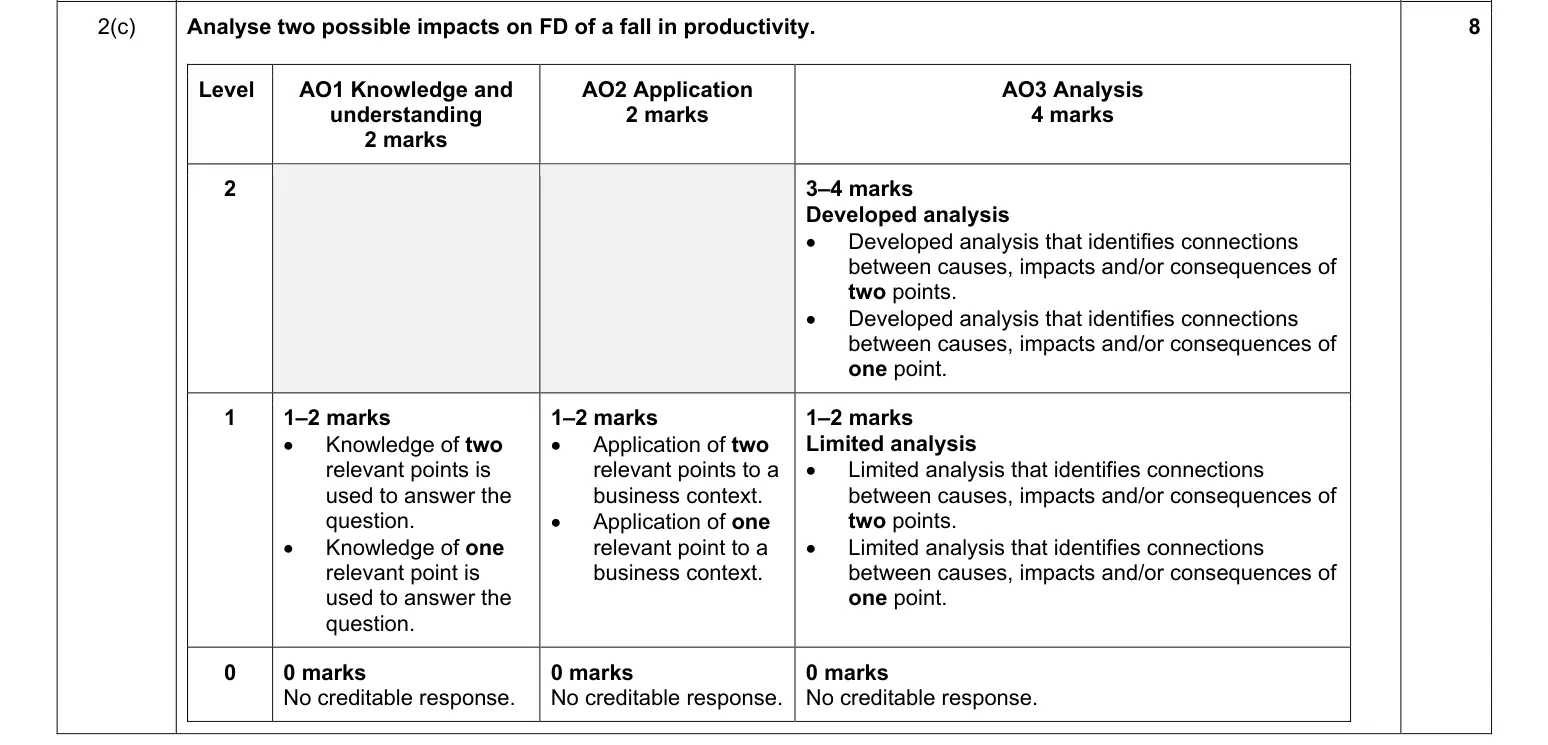 2(c) Analyse two possible impacts on FD of a fall in productivity. 8
Level AO1 Knowledge and AO2 Application AO3 Analysis
understanding 2 marks 4 marks
2 marks
2
3–4 marks
Developed analysis
• Developed analysis that identifies connections
between causes, impacts and/or consequences of
two points.
• Developed analysis that identifies connections
between causes, impacts and/or consequences of
one point.
1
1–2 marks
• Knowledge of two
relevant points is
used to answer the
question.
• Knowledge of one
relevant point is
used to answer the
question.
1–2 marks
• Application of two
relevant points to a
business context.
• Application of one
relevant point to a
business context.
1–2 marks
Limited analysis
• Limited analysis that identifies connections
between causes, impacts and/or consequences of
two points.
• Limited analysis that identifies connections
between causes, impacts and/or consequences of
one point.
0
0 marks
No creditable response.
0 marks
No creditable response.
0 marks
No creditable response.